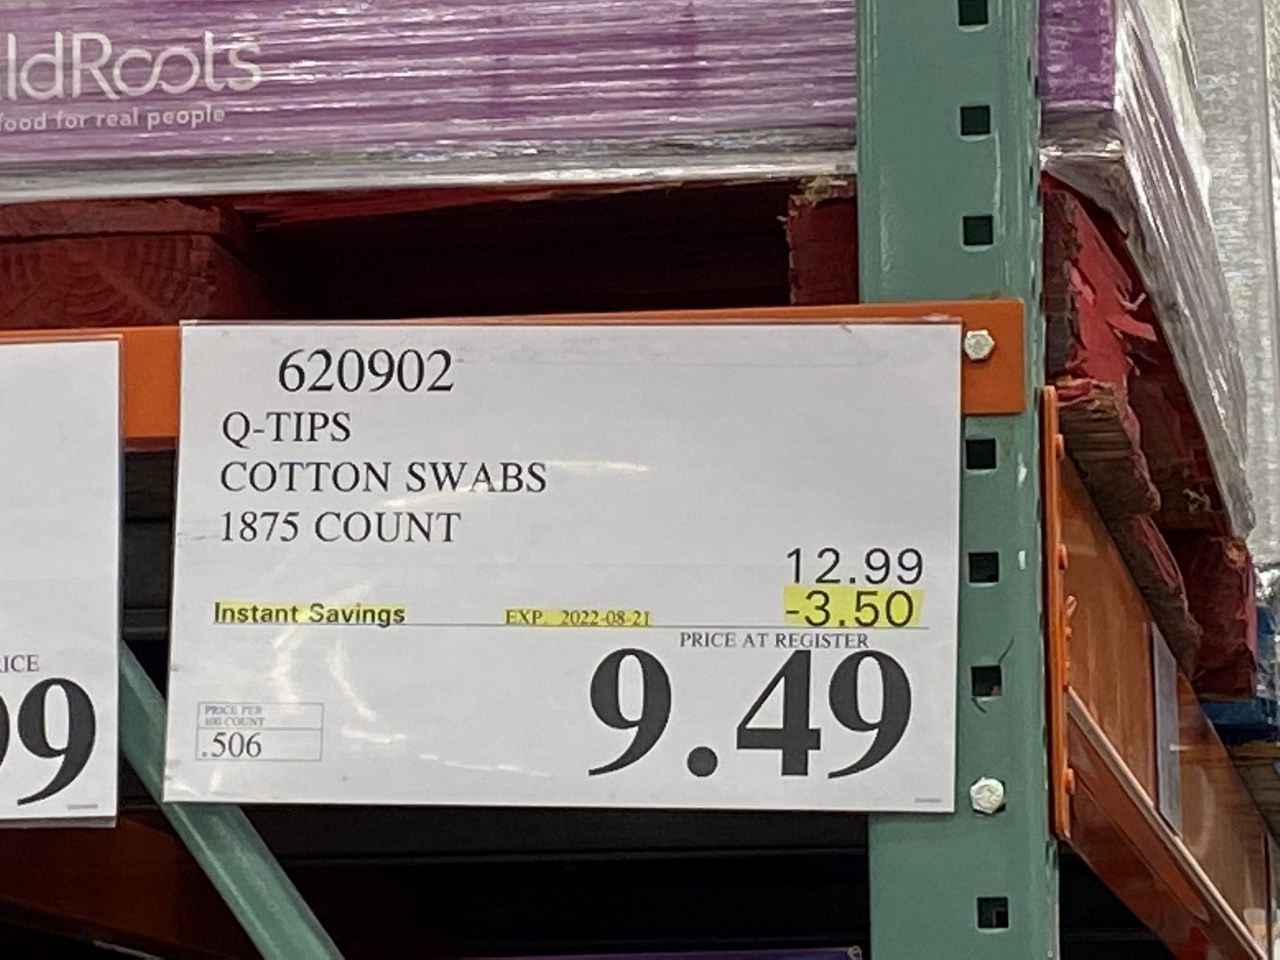 ldRoots
food for real people
620902
Q-TIPS
COTTON SWABS
1875 COUNT
12.99
Instant Savings EXP. 2022-08-21 -3.50
PRICE AT REGISTER
9.49
PRICE PER
100 COUNT
.506
RICE
99